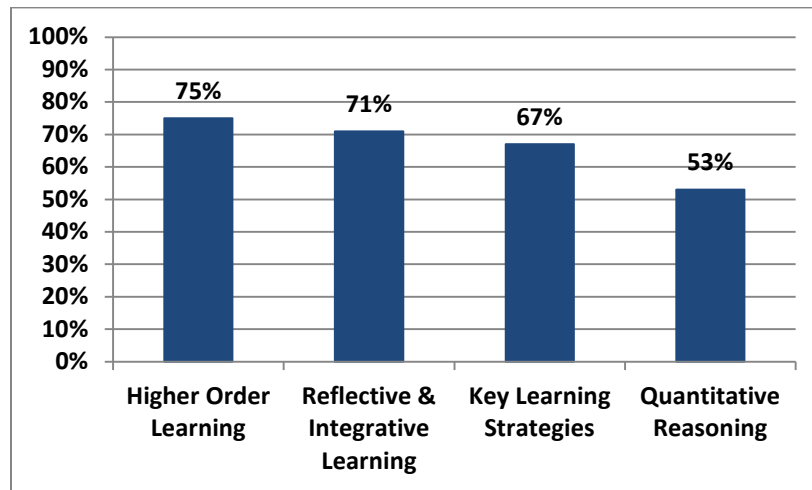 100%
90%
80%
70%
60%
50%
40%
30%
20%
10%
0%
75%
71%
67%
53%
Higher Order
Learning
Reflective &
Integrative
Learning
Key Learning
Strategies
Quantitative
Reasoning